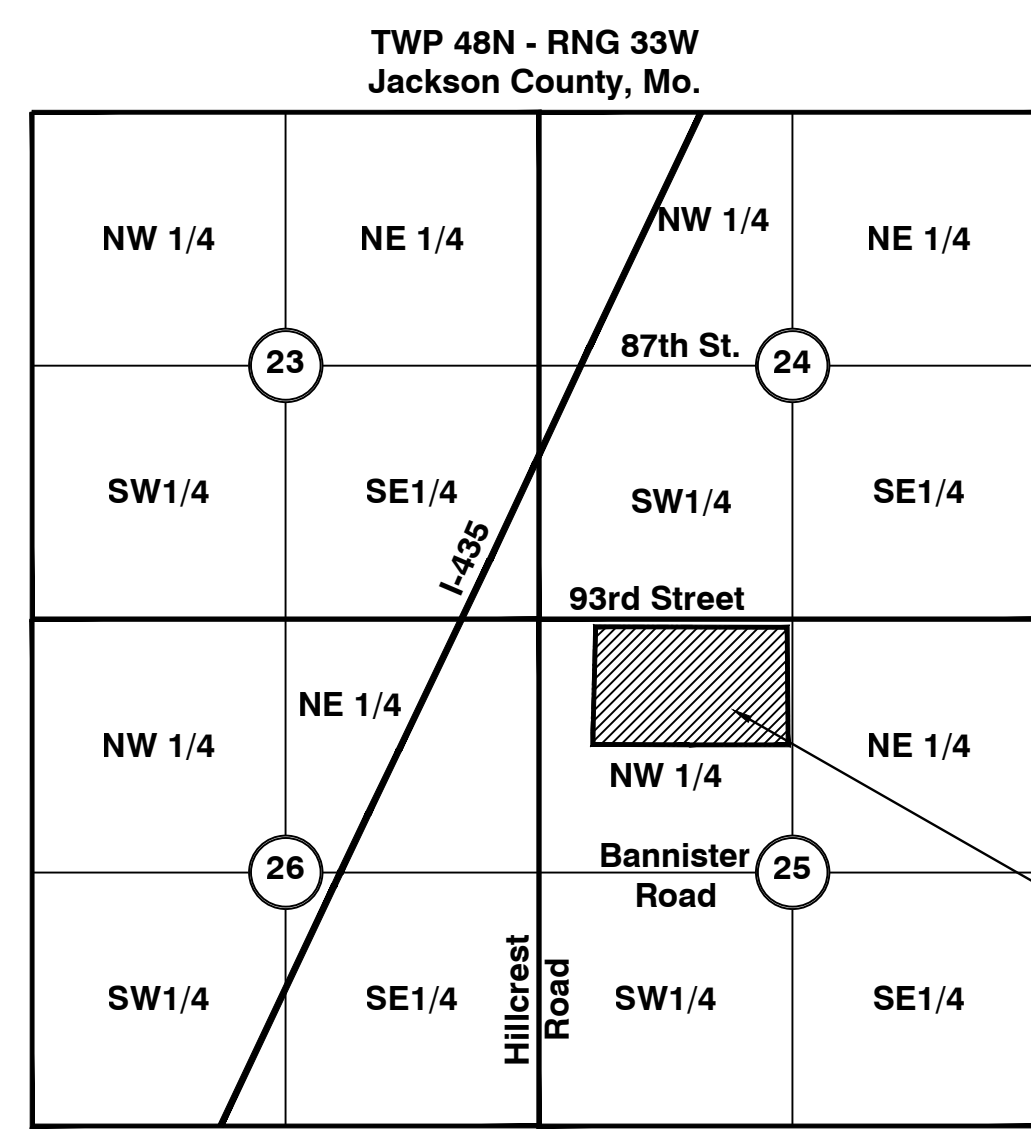 TWP 48N - RNG 33W
Jackson County, Mo.
NW 1/4
NE 1/4
NW 1/4
NE 1/4
87th St.
23
24
SW1/4
SE1/4
SW1/4
SE1/4
I-435
93rd Street
NE 1/4
NW 1/4
NE 1/4
NW 1/4
Bannister
Road
26
25
Hillcrest
Road
SW1/4
SE1/4
SW1/4
SE1/4